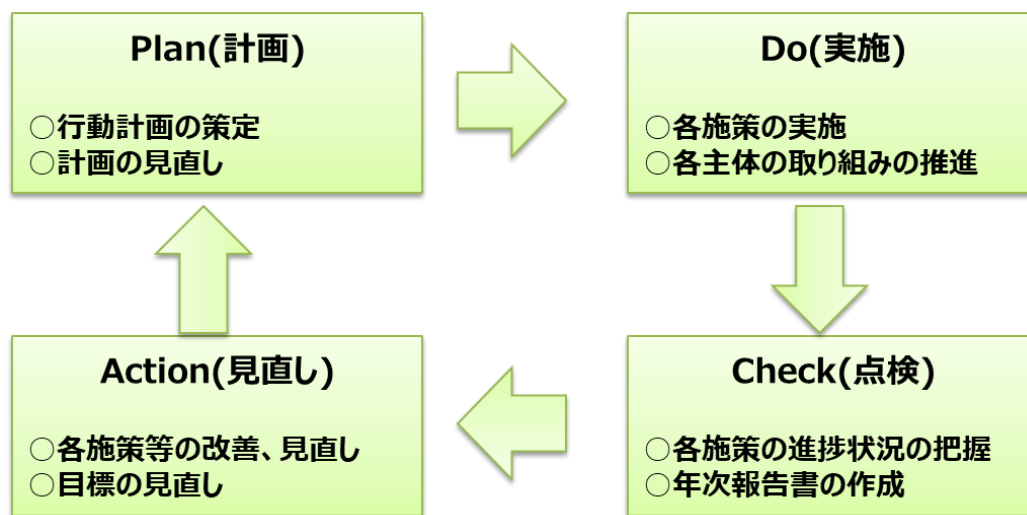 Plan(計画)
○行動計画の策定
○計画の見直し
Do(実施)
○各施策の実施
○各主体の取り組みの推進
Check(点検)
○各施策の進捗状況の把握
○年次報告書の作成
Action(見直し)
○各施策等の改善、見直し
○目標の見直し